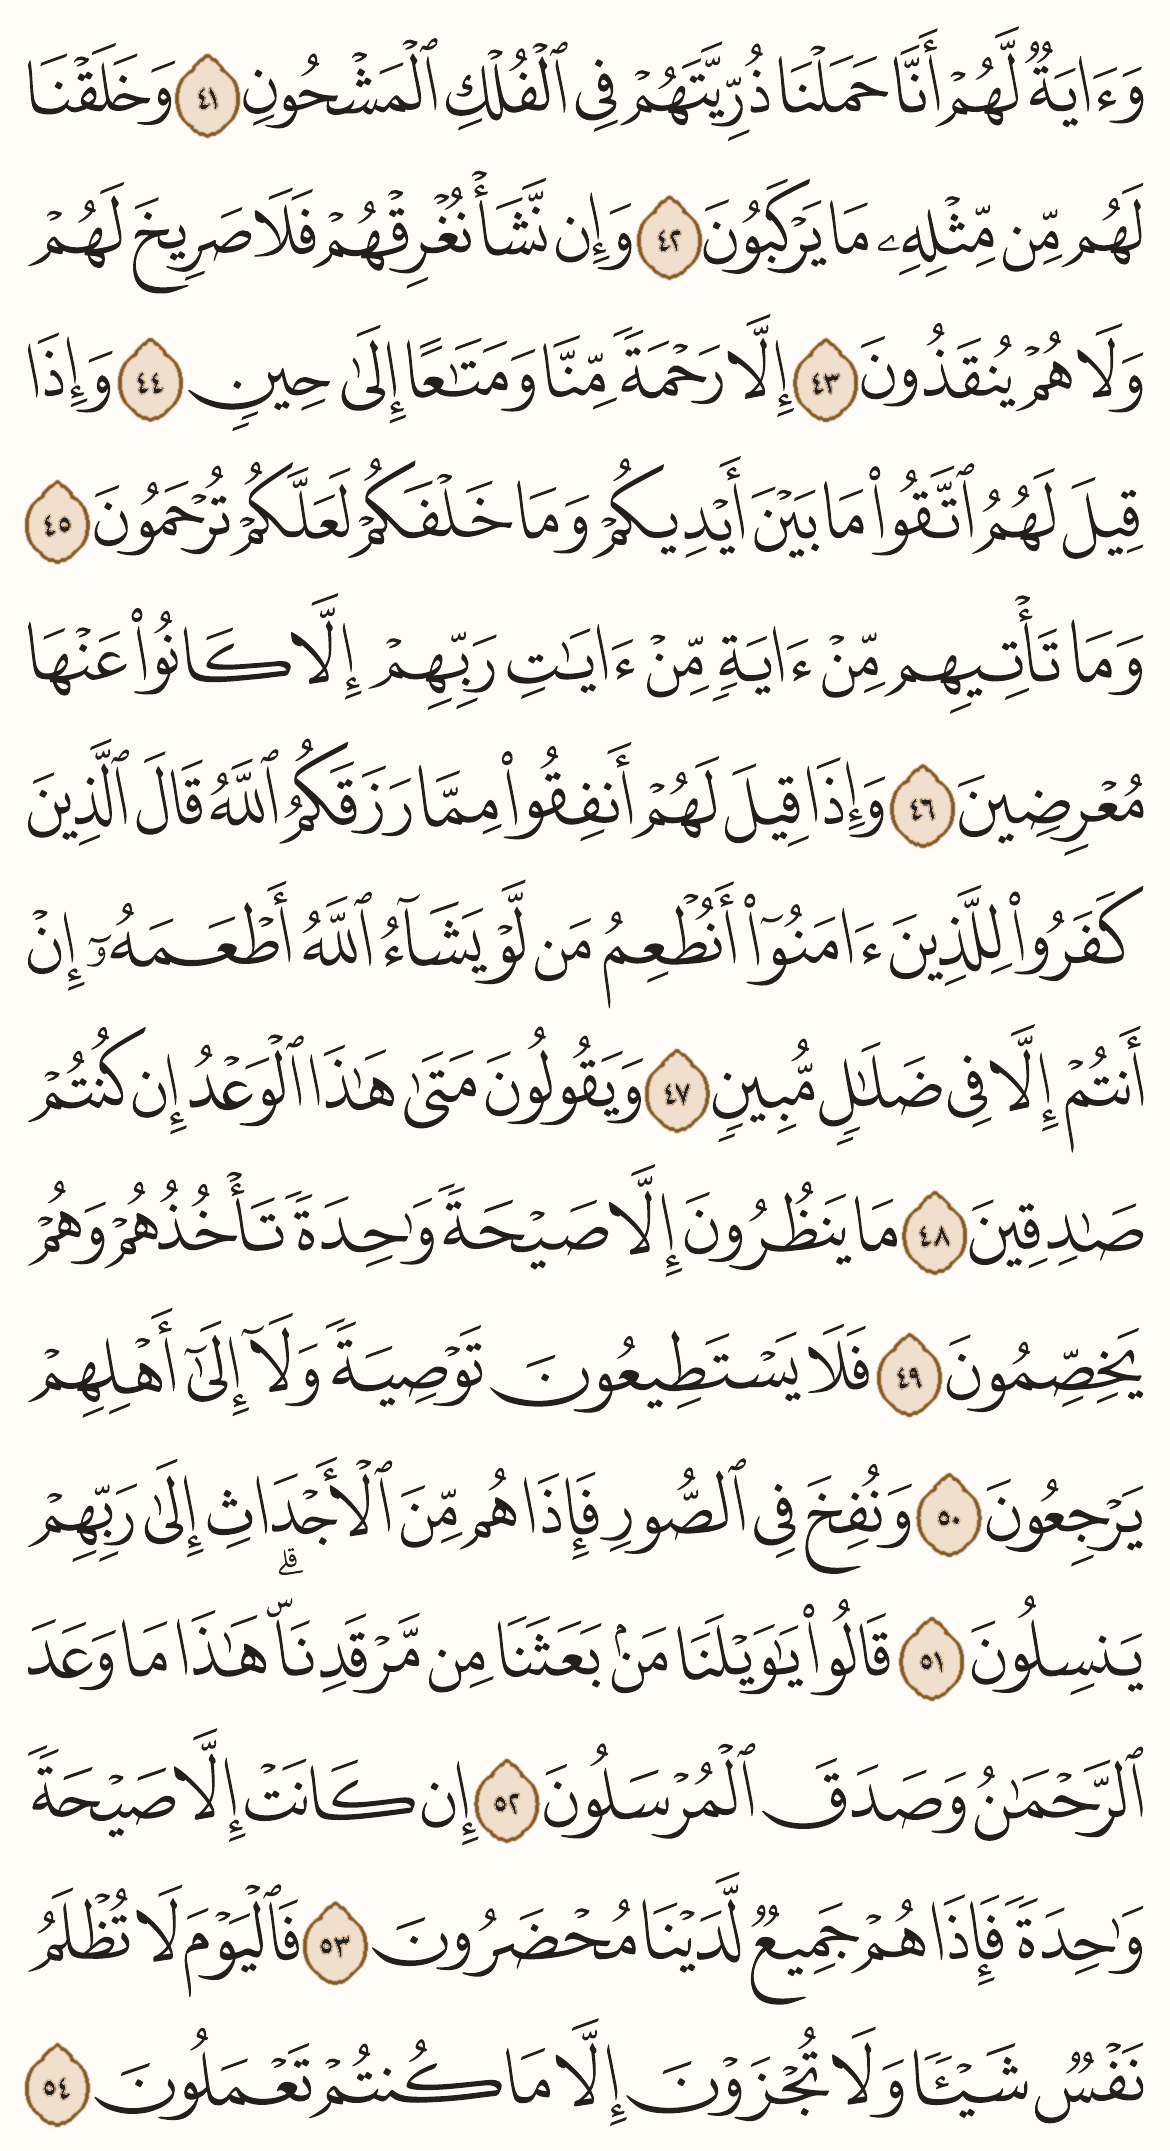 وَءَايَةٌ لَّهُمْ أَنَّا حَمَلْنَا ذُرِّيَّتَهُمْ فِى ٱلْفُلْكِ ٱلْمَشْحُونِ ٤١ وَخَلَقْنَا
لَهُم مِّن مِّثْلِهِۦ مَا يَرْكَبُونَ ٤٢ وَإِن نَّشَأْ نُغْرِقْهُمْ فَلَا صَرِيخَ لَهُمْ
وَلَا هُمْ يُنقَذُونَ ٤٣ إِلَّا رَحْمَةً مِّنَّا وَمَتَـٰعًا إِلَىٰ حِينٍ ٤٤ وَإِذَا
قِيلَ لَهُمُ ٱتَّقُوا۟ مَا بَيْنَ أَيْدِيكُمْ وَمَا خَلْفَكُمْ لَعَلَّكُمْ تُرْحَمُونَ ٤٥
وَمَا تَأْتِيهِم مِّنْ ءَايَةٍ مِّنْ ءَايَـٰتِ رَبِّهِمْ إِلَّا كَانُوا۟ عَنْهَا
مُعْرِضِينَ ٤٦ وَإِذَا قِيلَ لَهُمْ أَنفِقُوا۟ مِمَّا رَزَقَكُمُ ٱللَّهُ قَالَ ٱلَّذِينَ
كَفَرُوا۟ لِلَّذِينَ ءَامَنُوٓا۟ أَنُطْعِمُ مَن لَّوْ يَشَآءُ ٱللَّهُ أَطْعَمَهُۥٓ إِنْ
أَنتُمْ إِلَّا فِى ضَلَـٰلٍ مُّبِينٍ ٤٧ وَيَقُولُونَ مَتَىٰ هَـٰذَا ٱلْوَعْدُ إِن كُنتُمْ
صَـٰدِقِينَ ٤٨ مَا يَنظُرُونَ إِلَّا صَيْحَةً وَٰحِدَةً تَأْخُذُهُمْ وَهُمْ
يَخِصِّمُونَ ٤٩ فَلَا يَسْتَطِيعُونَ تَوْصِيَةً وَلَآ إِلَىٰٓ أَهْلِهِمْ
يَرْجِعُونَ ٥٠ وَنُفِخَ فِى ٱلصُّورِ فَإِذَا هُم مِّنَ ٱلْأَجْدَاثِ إِلَىٰ رَبِّهِمْ
يَنسِلُونَ ٥١ قَالُوا۟ يَـٰوَيْلَنَا مَنۢ بَعَثَنَا مِن مَّرْقَدِنَا ۜ ۗ هَـٰذَا مَا وَعَدَ
ٱلرَّحْمَـٰنُ وَصَدَقَ ٱلْمُرْسَلُونَ ٥٢ إِن كَانَتْ إِلَّا صَيْحَةً
وَٰحِدَةً فَإِذَا هُمْ جَمِيعٌ لَّدَيْنَا مُحْضَرُونَ ٥٣ فَٱلْيَوْمَ لَا تُظْلَمُ
نَفْسٌ شَيْـًٔا وَلَا تُجْزَوْنَ إِلَّا مَا كُنتُمْ تَعْمَلُونَ ٥٤